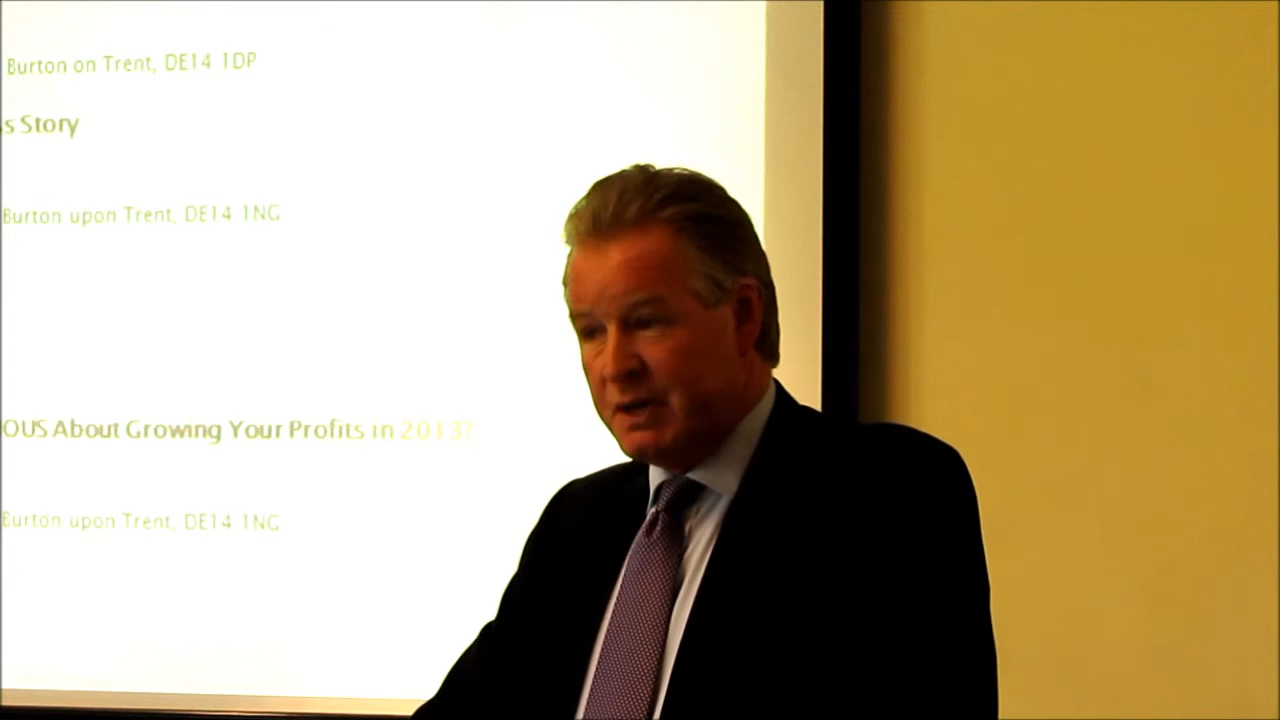 Burton on Trent, DE14 1DP
s Story
Burton upon Trent, DE14 1NG
OUS About Growing Your Profits in 2013?
Burton upon Trent, DE14 1NG